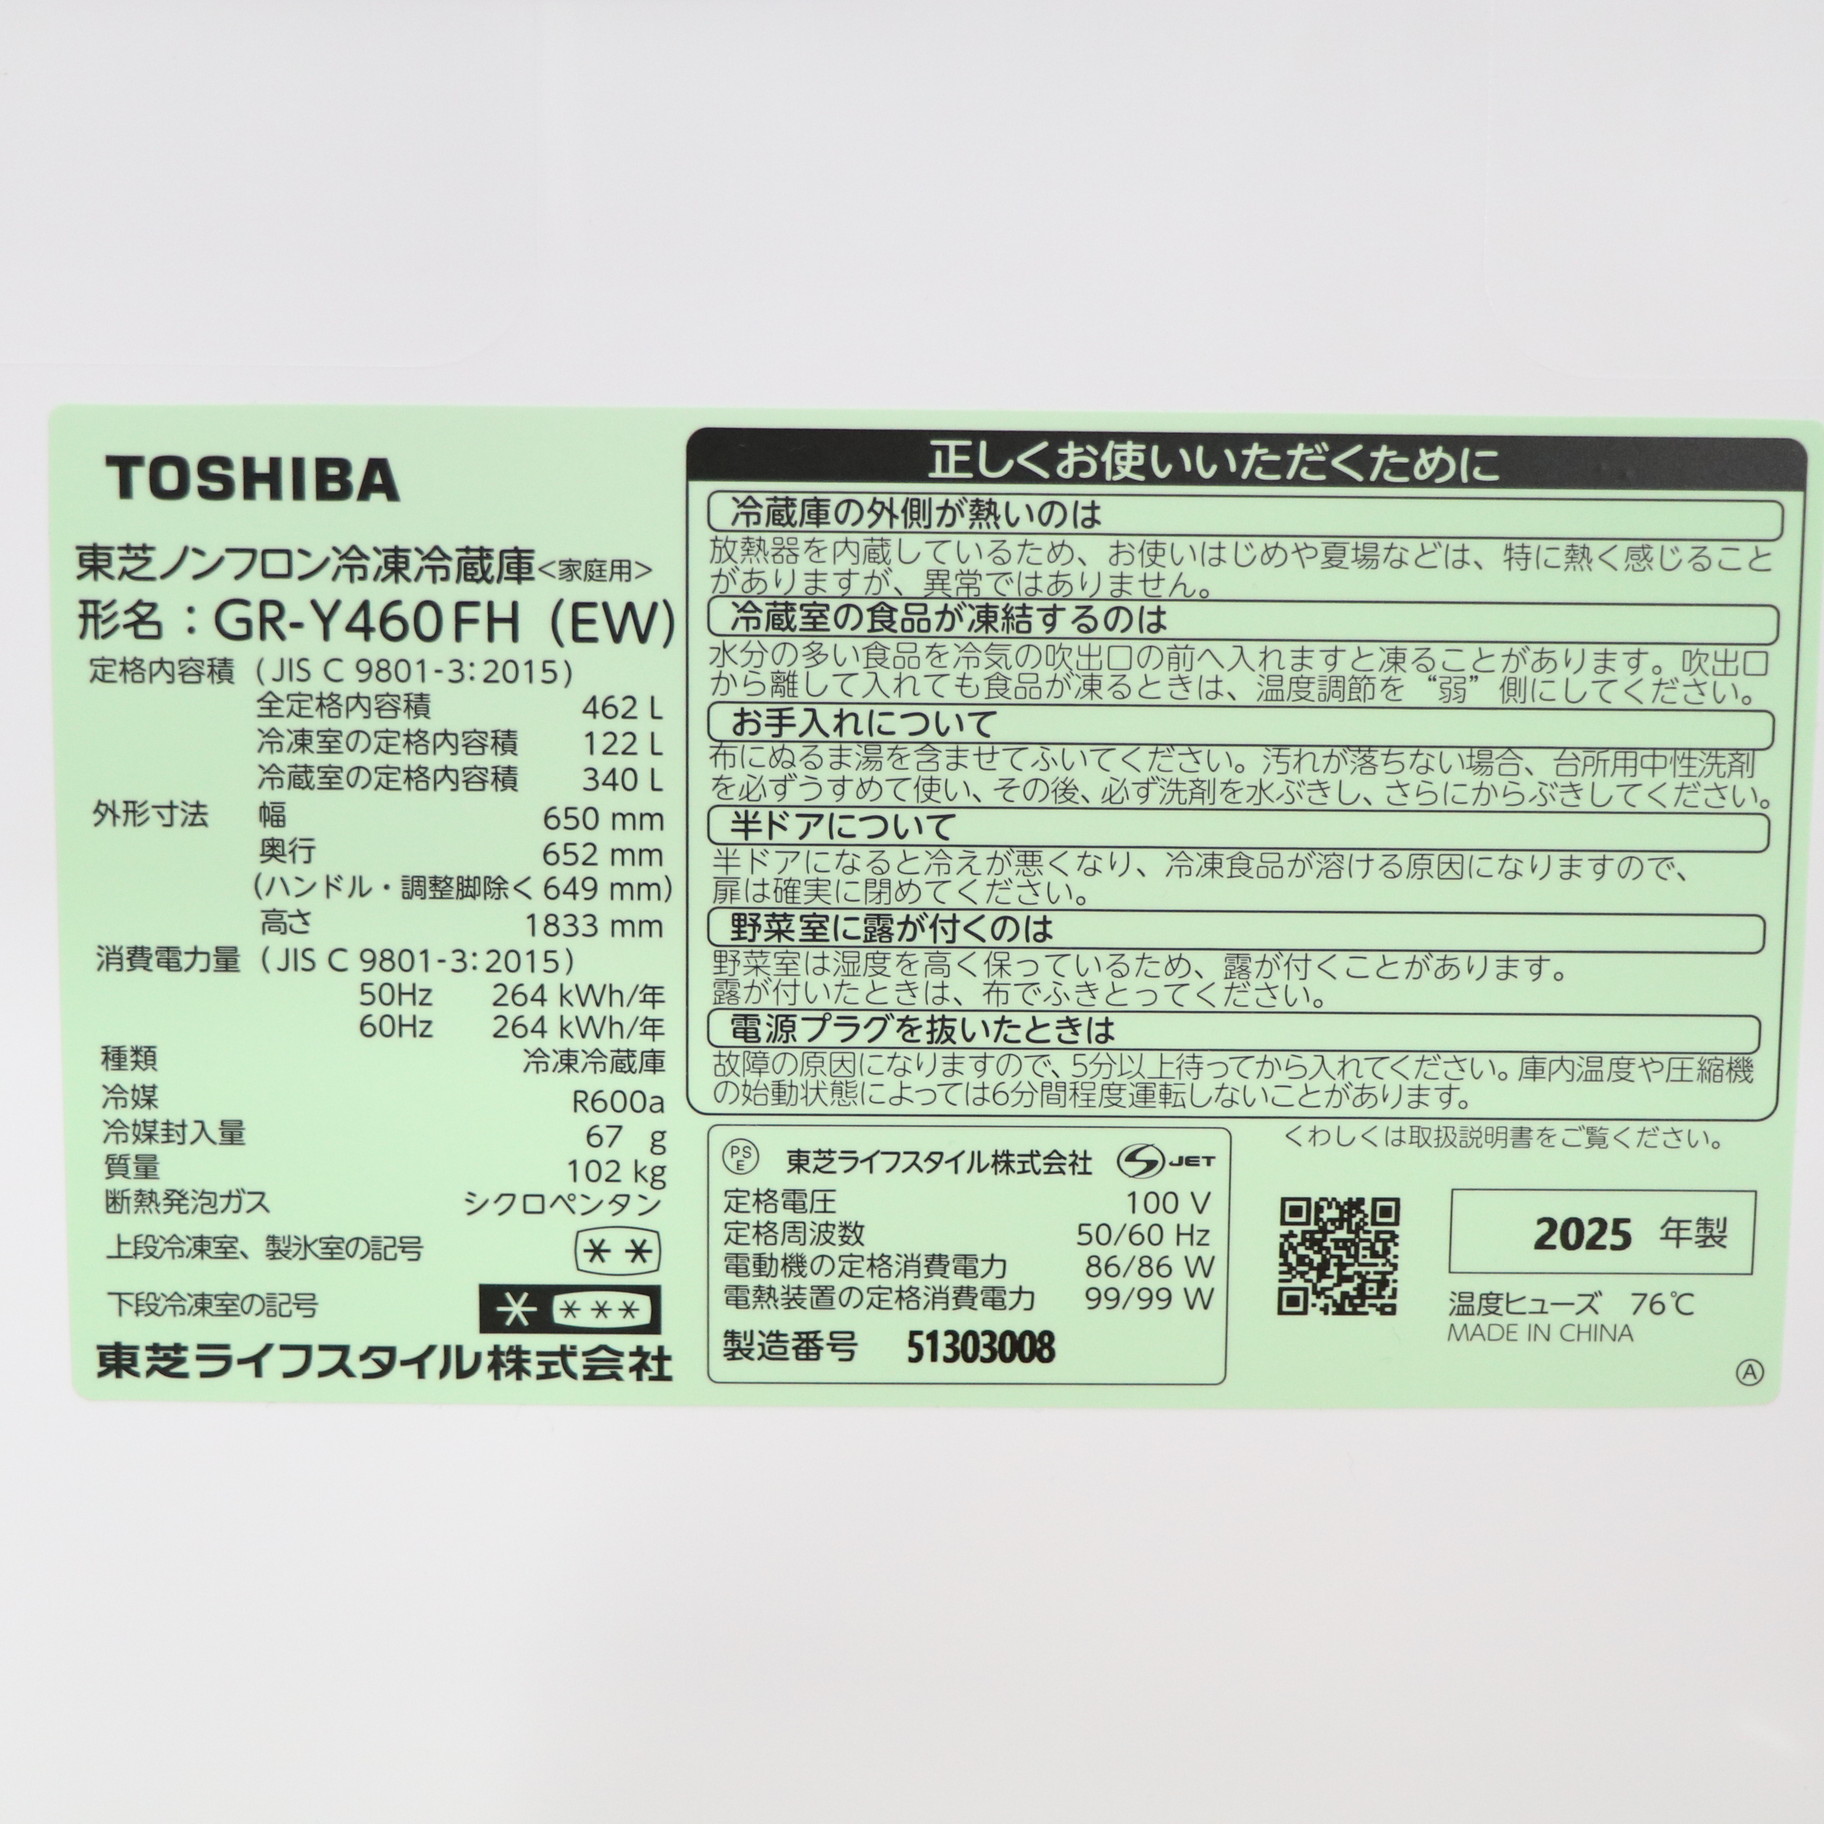 TOSHIBA
東芝ノンフロン冷凍冷蔵庫<家庭用>
形名：GR-Y460FH (EW)
定格内容積 (JIS C 9801-3:2015)
全定格内容積 462 L
冷凍室の定格内容積 122 L
冷蔵室の定格内容積 340 L
外形寸法 幅 650 mm
奥行 652 mm
(ハンドル・調整脚除く 649 mm)
高さ 1833 mm
消費電力量 (JIS C 9801-3:2015)
50Hz 264 kWh/年
60Hz 264 kWh/年
種類 冷凍冷蔵庫
冷媒 R600a
冷媒封入量 67 g
質量 102 kg
断熱発泡ガス シクロペンタン
上段冷凍室、製氷室の記号 ＊＊
下段冷凍室の記号 ＊ ＊＊＊
東芝ライフスタイル株式会社
正しくお使いいただくために
冷蔵庫の外側が熱いのは
放熱器を内蔵しているため、お使いはじめや夏場などは、特に熱く感じること
がありますが、異常ではありません。
冷蔵室の食品が凍結するのは
水分の多い食品を冷気の吹出口の前へ入れますと凍ることがあります。吹出口
から離して入れても食品が凍るときは、温度調節を“弱”側にしてください。
お手入れについて
布にぬるま湯を含ませてふいてください。汚れが落ちない場合、台所用中性洗剤
を必ずうすめて使い、その後、必ず洗剤を水ぶきし、さらにからぶきしてください。
半ドアについて
半ドアになると冷えが悪くなり、冷凍食品が溶ける原因になりますので、
扉は確実に閉めてください。
野菜室に露が付くのは
野菜室は湿度を高く保っているため、露が付くことがあります。
露が付いたときは、布でふきとってください。
電源プラグを抜いたときは
故障の原因になりますので、5分以上待ってから入れてください。庫内温度や圧縮機
の始動状態によっては6分間程度運転しないことがあります。
くわしくは取扱説明書をご覧ください。
PSE 東芝ライフスタイル株式会社 JET
定格電圧 100 V
定格周波数 50/60 Hz
電動機の定格消費電力 86/86 W
電熱装置の定格消費電力 99/99 W
製造番号 51303008
2025 年製
温度ヒューズ 76℃
MADE IN CHINA
Ⓐ